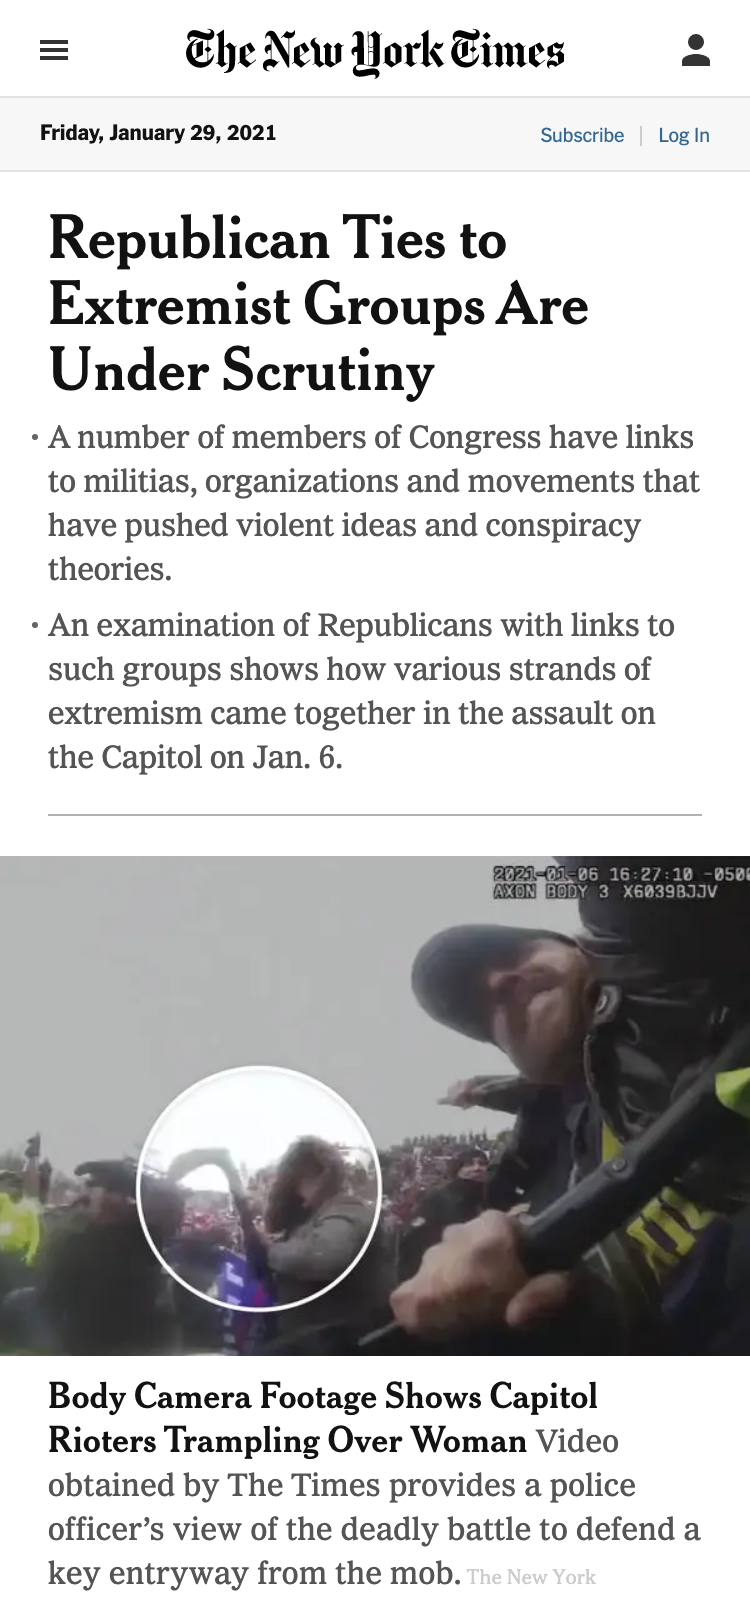 The New York Times
Friday, January 29, 2021
Subscribe | Log In
Republican Ties to
Extremist Groups Are
Under Scrutiny
• A number of members of Congress have links
to militias, organizations and movements that
have pushed violent ideas and conspiracy
theories.
• An examination of Republicans with links to
such groups shows how various strands of
extremism came together in the assault on
the Capitol on Jan. 6.
2021-01-06 16:27:10 -0500
AXON BODY 3 X6039BJJV
Body Camera Footage Shows Capitol
Rioters Trampling Over Woman Video
obtained by The Times provides a police
officer’s view of the deadly battle to defend a
key entryway from the mob. The New York